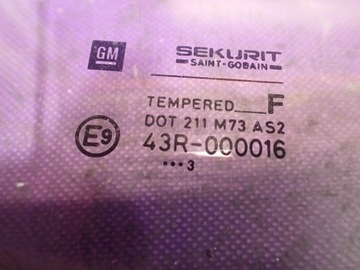 GM
SEKURIT
SAINT-GOBAIN
TEMPERED F
DOT 211 M73 AS2
E9 43R-000016
•••3